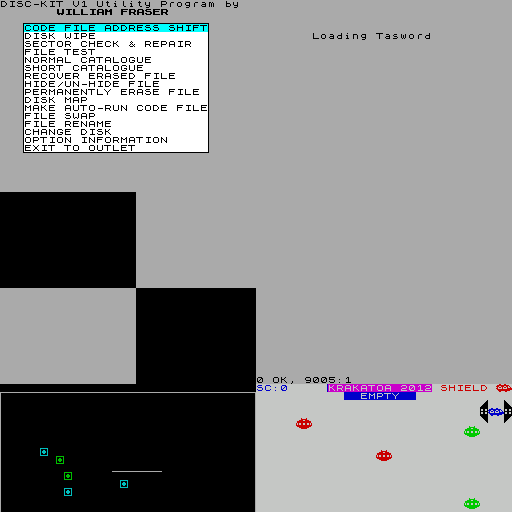 DISC-KIT V1 Utility Program by
WILLIAM FRASER
CODE FILE ADDRESS SHIFT
DISK WIPE
SECTOR CHECK & REPAIR
FILE TEST
NORMAL CATALOGUE
SHORT CATALOGUE
RECOVER ERASED FILE
HIDE/UN-HIDE FILE
PERMANENTLY ERASE FILE
DISK MAP
MAKE AUTO-RUN CODE FILE
FILE SWAP
FILE RENAME
CHANGE DISK
OPTION INFORMATION
EXIT TO OUTLET
Loading Tasword
0 OK, 9005:1
SC:0 KRAKATOA 2012 SHIELD
EMPTY